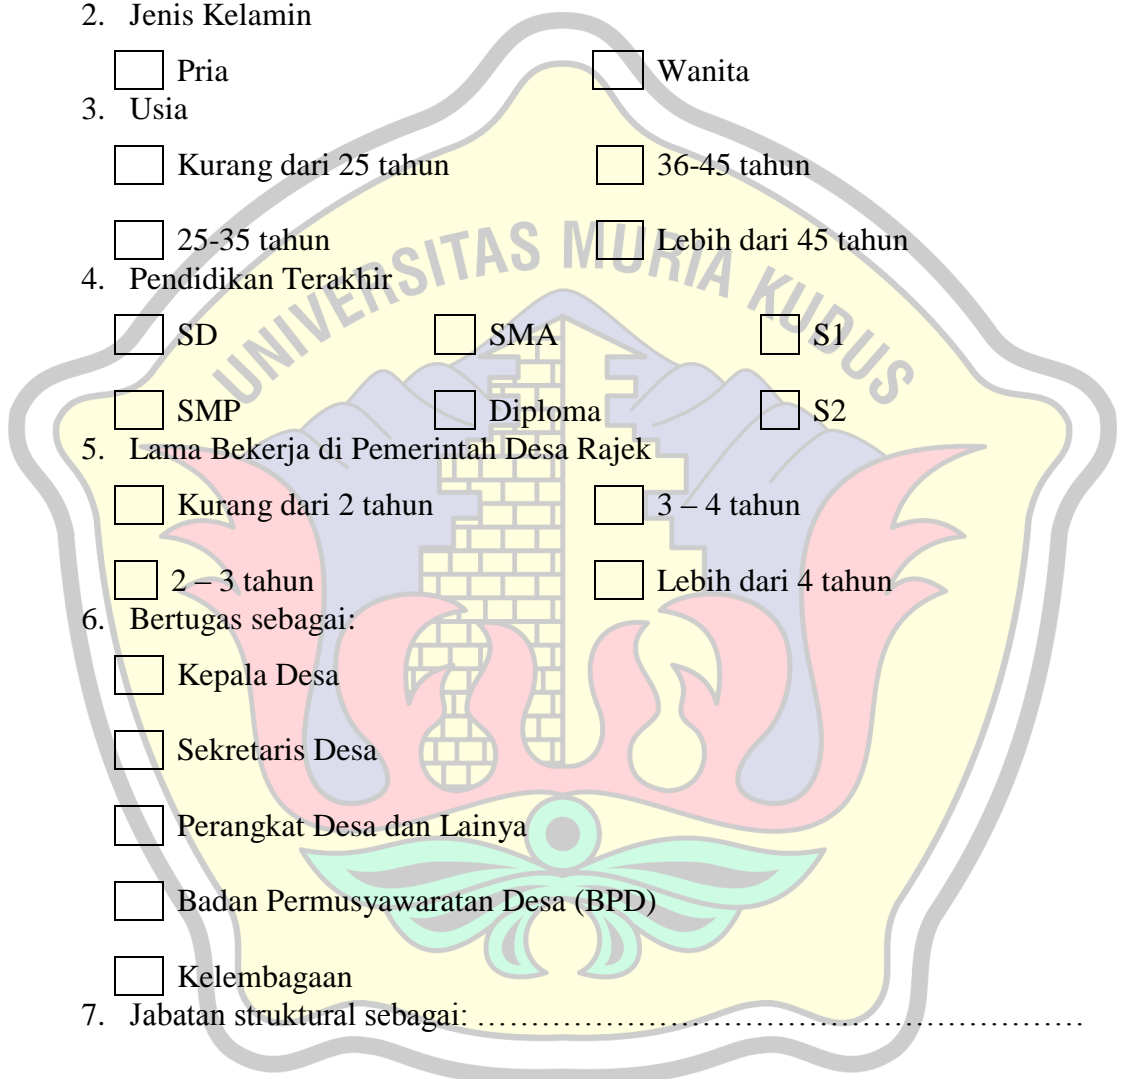 2. Jenis Kelamin
Pria Wanita
3. Usia
Kurang dari 25 tahun 36-45 tahun
25-35 tahun Lebih dari 45 tahun
4. Pendidikan Terakhir
SD SMA S1
SMP Diploma S2
5. Lama Bekerja di Pemerintah Desa Rajek
Kurang dari 2 tahun 3 – 4 tahun
2 – 3 tahun Lebih dari 4 tahun
6. Bertugas sebagai:
Kepala Desa
Sekretaris Desa
Perangkat Desa dan Lainya
Badan Permusyawaratan Desa (BPD)
Kelembagaan
7. Jabatan struktural sebagai: …………………………………………………
UNIVERSITAS MURIA KUDUS